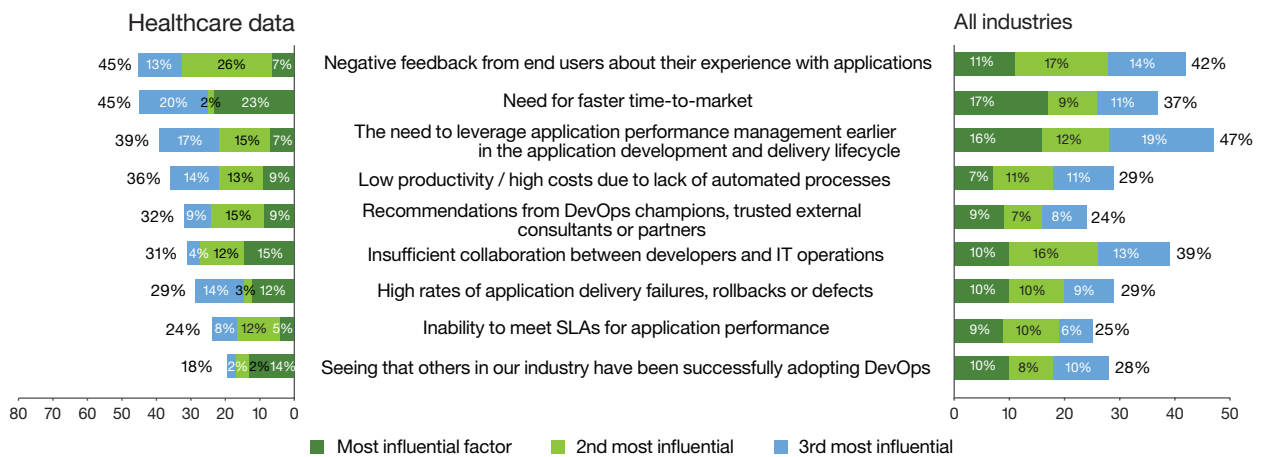 Healthcare data
All industries
45% 13% 26% 7% Negative feedback from end users about their experience with applications 11% 17% 14% 42%
45% 20% 2% 23% Need for faster time-to-market 17% 9% 11% 37%
39% 17% 15% 7% The need to leverage application performance management earlier
in the application development and delivery lifecycle 16% 12% 19% 47%
36% 14% 13% 9% Low productivity / high costs due to lack of automated processes 7% 11% 11% 29%
32% 9% 15% 9% Recommendations from DevOps champions, trusted external
consultants or partners 9% 7% 8% 24%
31% 4% 12% 15% Insufficient collaboration between developers and IT operations 10% 16% 13% 39%
29% 14% 3% 12% High rates of application delivery failures, rollbacks or defects 10% 10% 9% 29%
24% 8% 12% 5% Inability to meet SLAs for application performance 9% 10% 6% 25%
18% 2% 2% 14% Seeing that others in our industry have been successfully adopting DevOps 10% 8% 10% 28%
80 70 60 50 40 30 20 10 0
0 10 20 30 40 50
Most influential factor 2nd most influential 3rd most influential